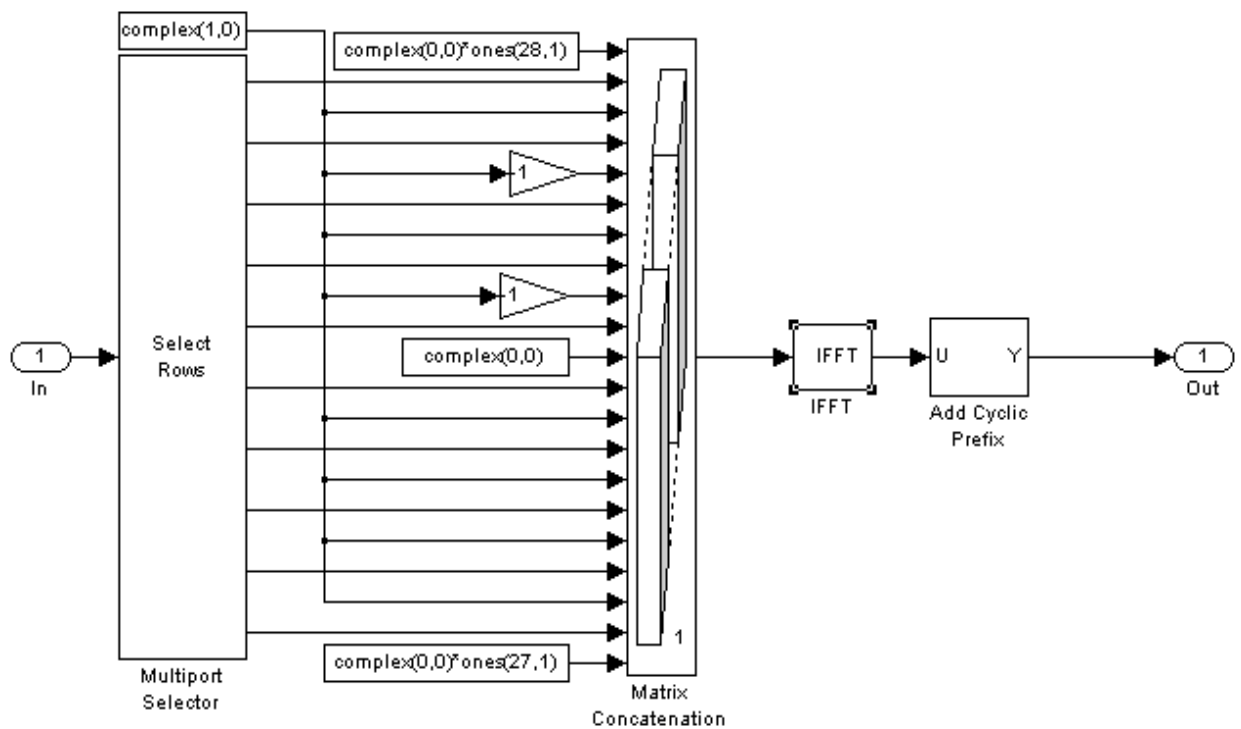 complex(1,0)
complex(0,0)*ones(28,1)
-1
-1
Select
Rows
1
In
complex(0,0)
IFFT
IFFT
U
Y
Add Cyclic
Prefix
1
Out
complex(0,0)*ones(27,1)
1
Multiport
Selector
Matrix
Concatenation